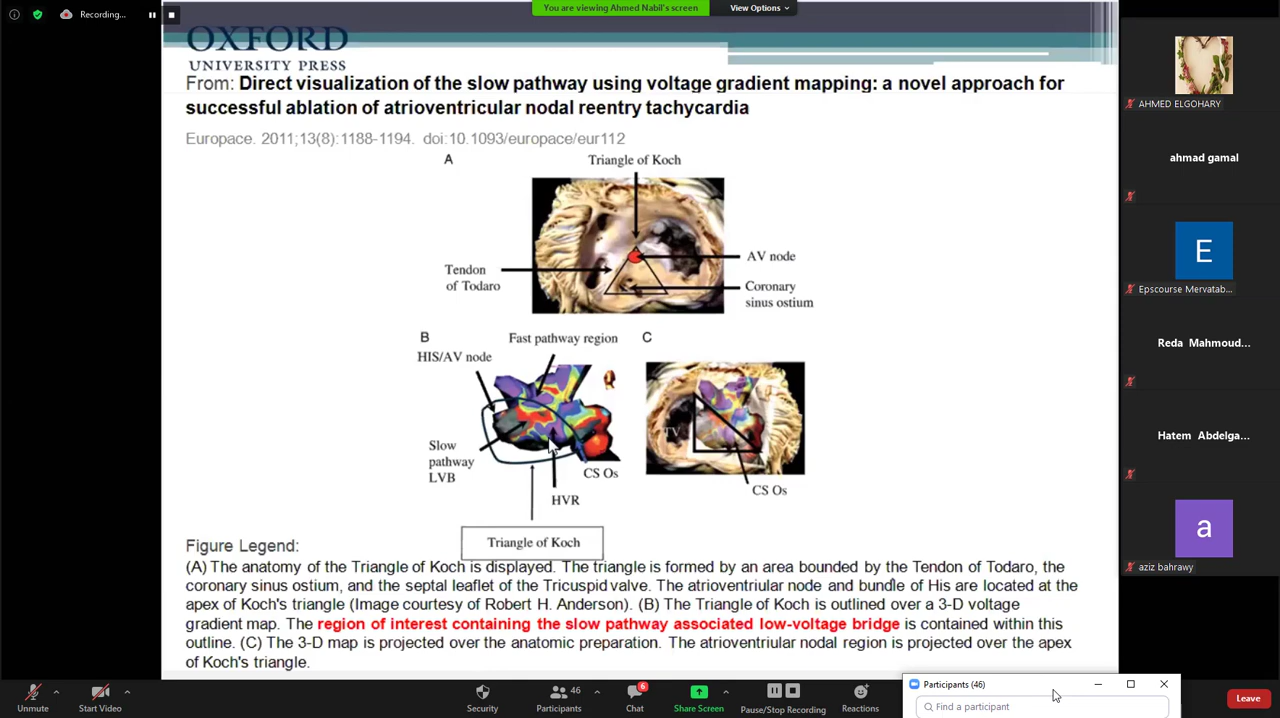 Recording...
You are viewing Ahmed Nabil's screen
View Options
OXFORD
UNIVERSITY PRESS
From: Direct visualization of the slow pathway using voltage gradient mapping: a novel approach for
successful ablation of atrioventricular nodal reentry tachycardia
Europace. 2011;13(8):1188-1194. doi:10.1093/europace/eur112
A
Triangle of Koch
Tendon
of Todaro
AV node
Coronary
sinus ostium
B
Fast pathway region
C
HIS/AV node
Slow
pathway
LVB
CS Os
HVR
TV
CS Os
Triangle of Koch
Figure Legend:
(A) The anatomy of the Triangle of Koch is displayed. The triangle is formed by an area bounded by the Tendon of Todaro, the
coronary sinus ostium, and the septal leaflet of the Tricuspid valve. The atrioventriular node and bundle of His are located at the
apex of Koch's triangle (Image courtesy of Robert H. Anderson). (B) The Triangle of Koch is outlined over a 3-D voltage
gradient map. The region of interest containing the slow pathway associated low-voltage bridge is contained within this
outline. (C) The 3-D map is projected over the anatomic preparation. The atrioventriular nodal region is projected over the apex
of Koch's triangle.
AHMED ELGOHARY
ahmad gamal
E
Epscourse Mervatab...
Reda Mahmoud...
Hatem Abdelga...
a
aziz bahrawy
Unmute
Start Video
Security
46
Participants
6
Chat
Share Screen
Pause/Stop Recording
Reactions
Participants (46)
Find a participant
Leave